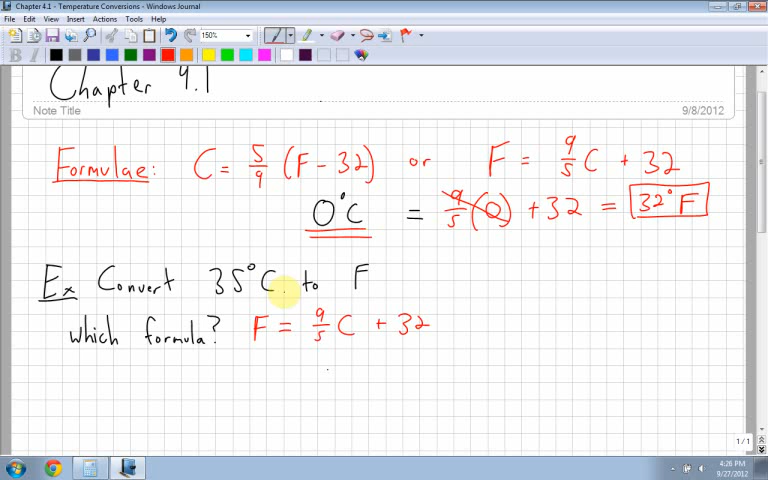 Chapter 4.1 - Temperature Conversions - Windows Journal
File Edit View Insert Actions Tools Help
150%
B I
Chapter 4.1
Note Title
9/8/2012
Formulae: C = 5/9 (F - 32) or F = 9/5 C + 32
0°C = 9/5 (0) + 32 = 32° F
Ex Convert 35°C to F
which formula? F = 9/5 C + 32
1 / 1
4:26 PM
9/27/2012